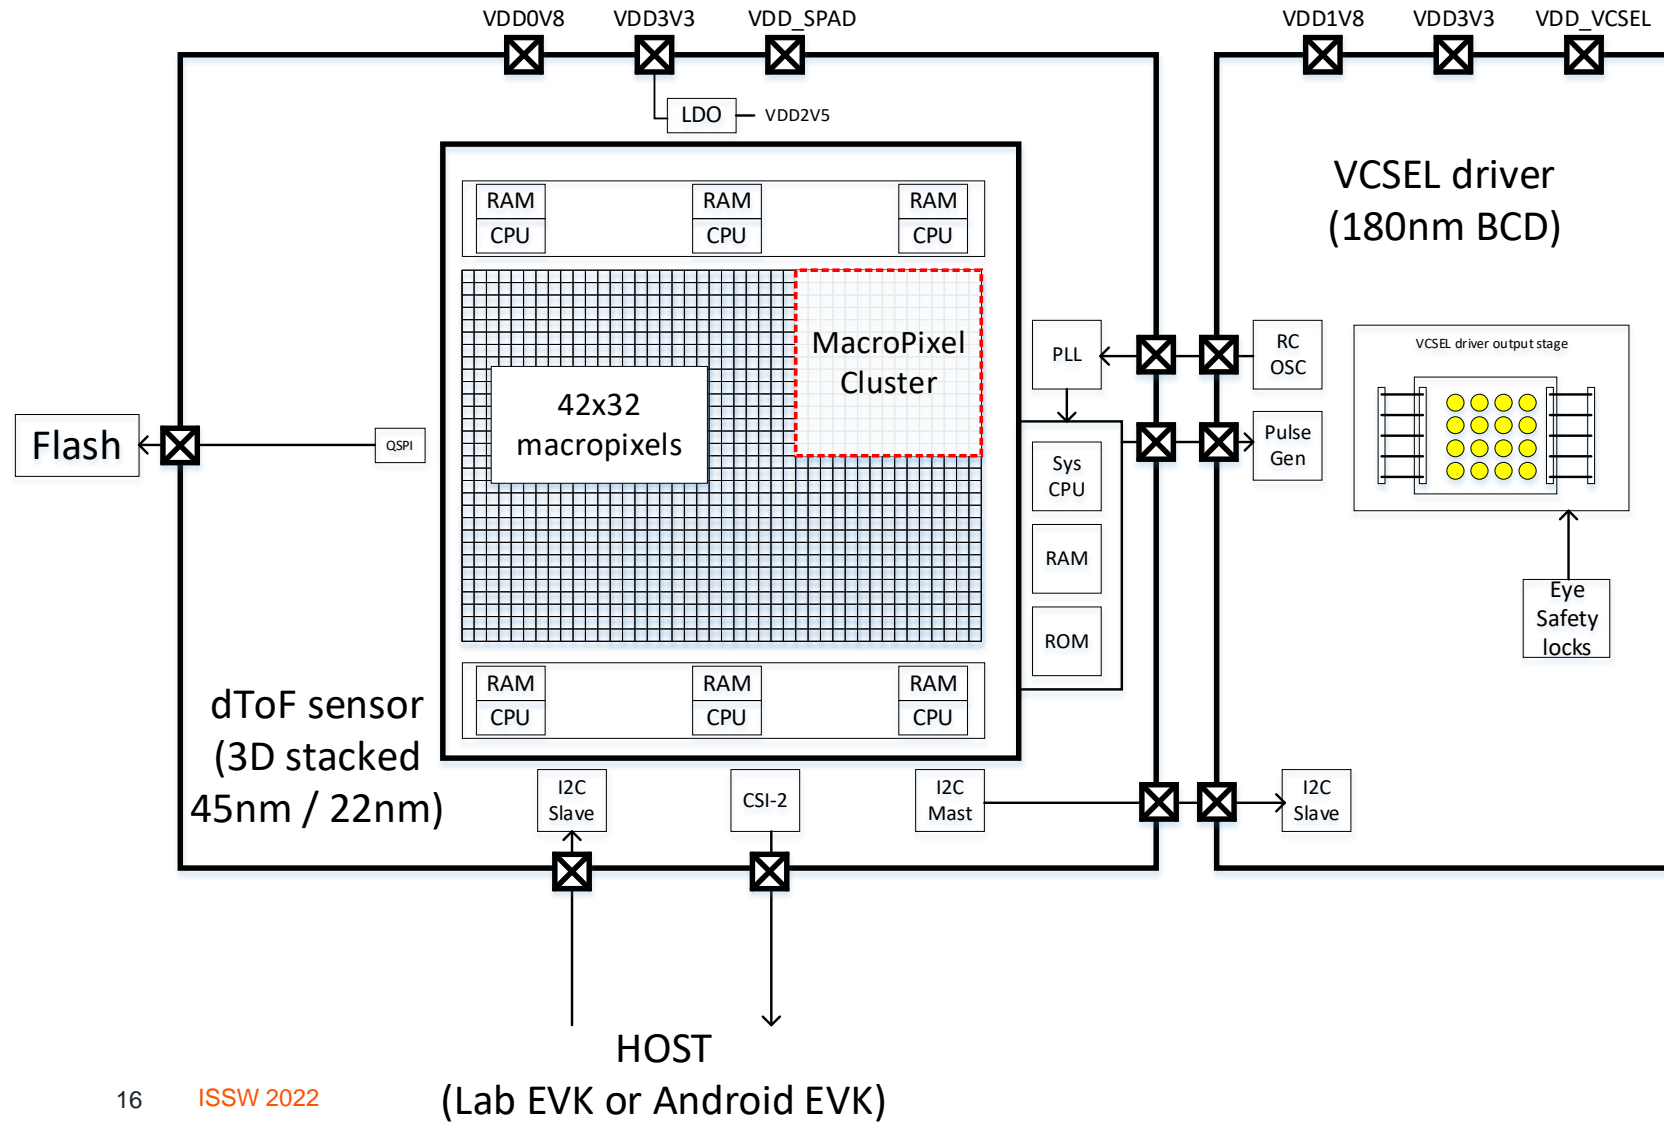 VDD0V8
VDD3V3
VDD_SPAD
VDD1V8
VDD3V3
VDD_VCSEL
LDO
VDD2V5
VCSEL driver
(180nm BCD)
RAM
CPU
RAM
CPU
RAM
CPU
MacroPixel
Cluster
42x32
macropixels
PLL
RC
OSC
VCSEL driver output stage
Flash
QSPI
Pulse
Gen
Sys
CPU
RAM
ROM
Eye
Safety
locks
RAM
CPU
RAM
CPU
RAM
CPU
dToF sensor
(3D stacked
45nm / 22nm)
I2C
Slave
CSI-2
I2C
Mast
I2C
Slave
HOST
(Lab EVK or Android EVK)
16
ISSW 2022